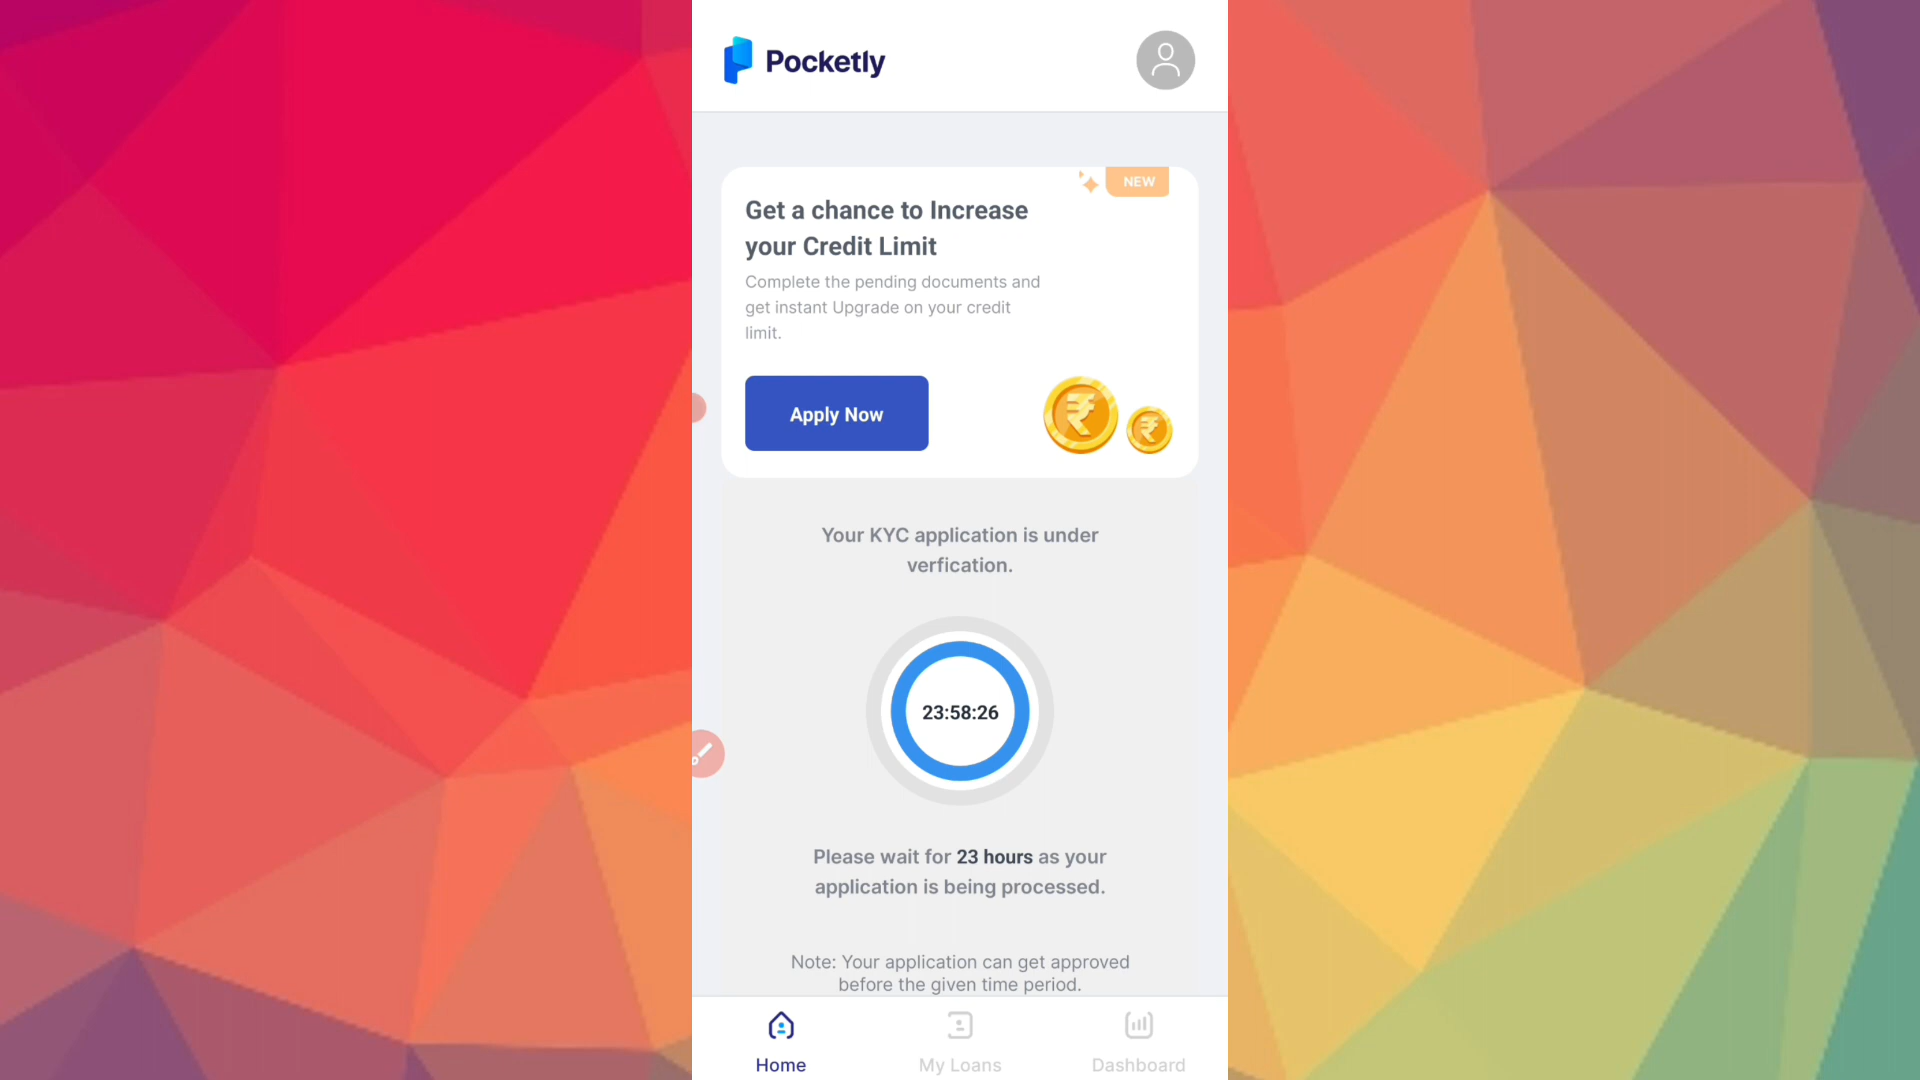 Pocketly
NEW
Get a chance to Increase
your Credit Limit
Complete the pending documents and
get instant Upgrade on your credit
limit.
Apply Now
Your KYC application is under
verfication.
23:58:26
Please wait for 23 hours as your
application is being processed.
Note: Your application can get approved
before the given time period.
Home
My Loans
Dashboard